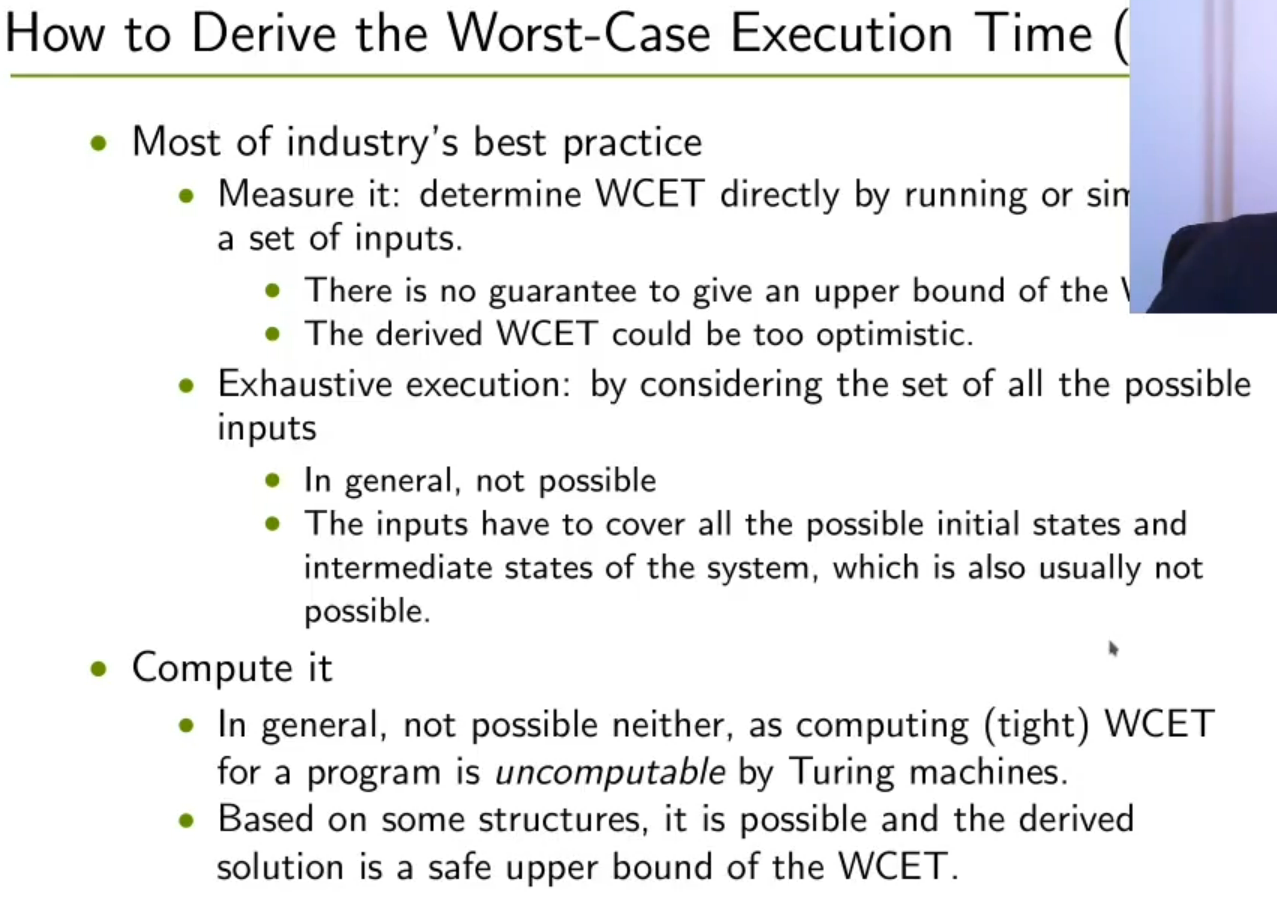 How to Derive the Worst-Case Execution Time (
• Most of industry's best practice
• Measure it: determine WCET directly by running or
a set of inputs.
• There is no guarantee to give an upper bound of the
• The derived WCET could be too optimistic.
• Exhaustive execution: by considering the set of all the possible
inputs
• In general, not possible
• The inputs have to cover all the possible initial states and
intermediate states of the system, which is also usually not
possible.
• Compute it
• In general, not possible neither, as computing (tight) WCET
for a program is uncomputable by Turing machines.
• Based on some structures, it is possible and the derived
solution is a safe upper bound of the WCET.